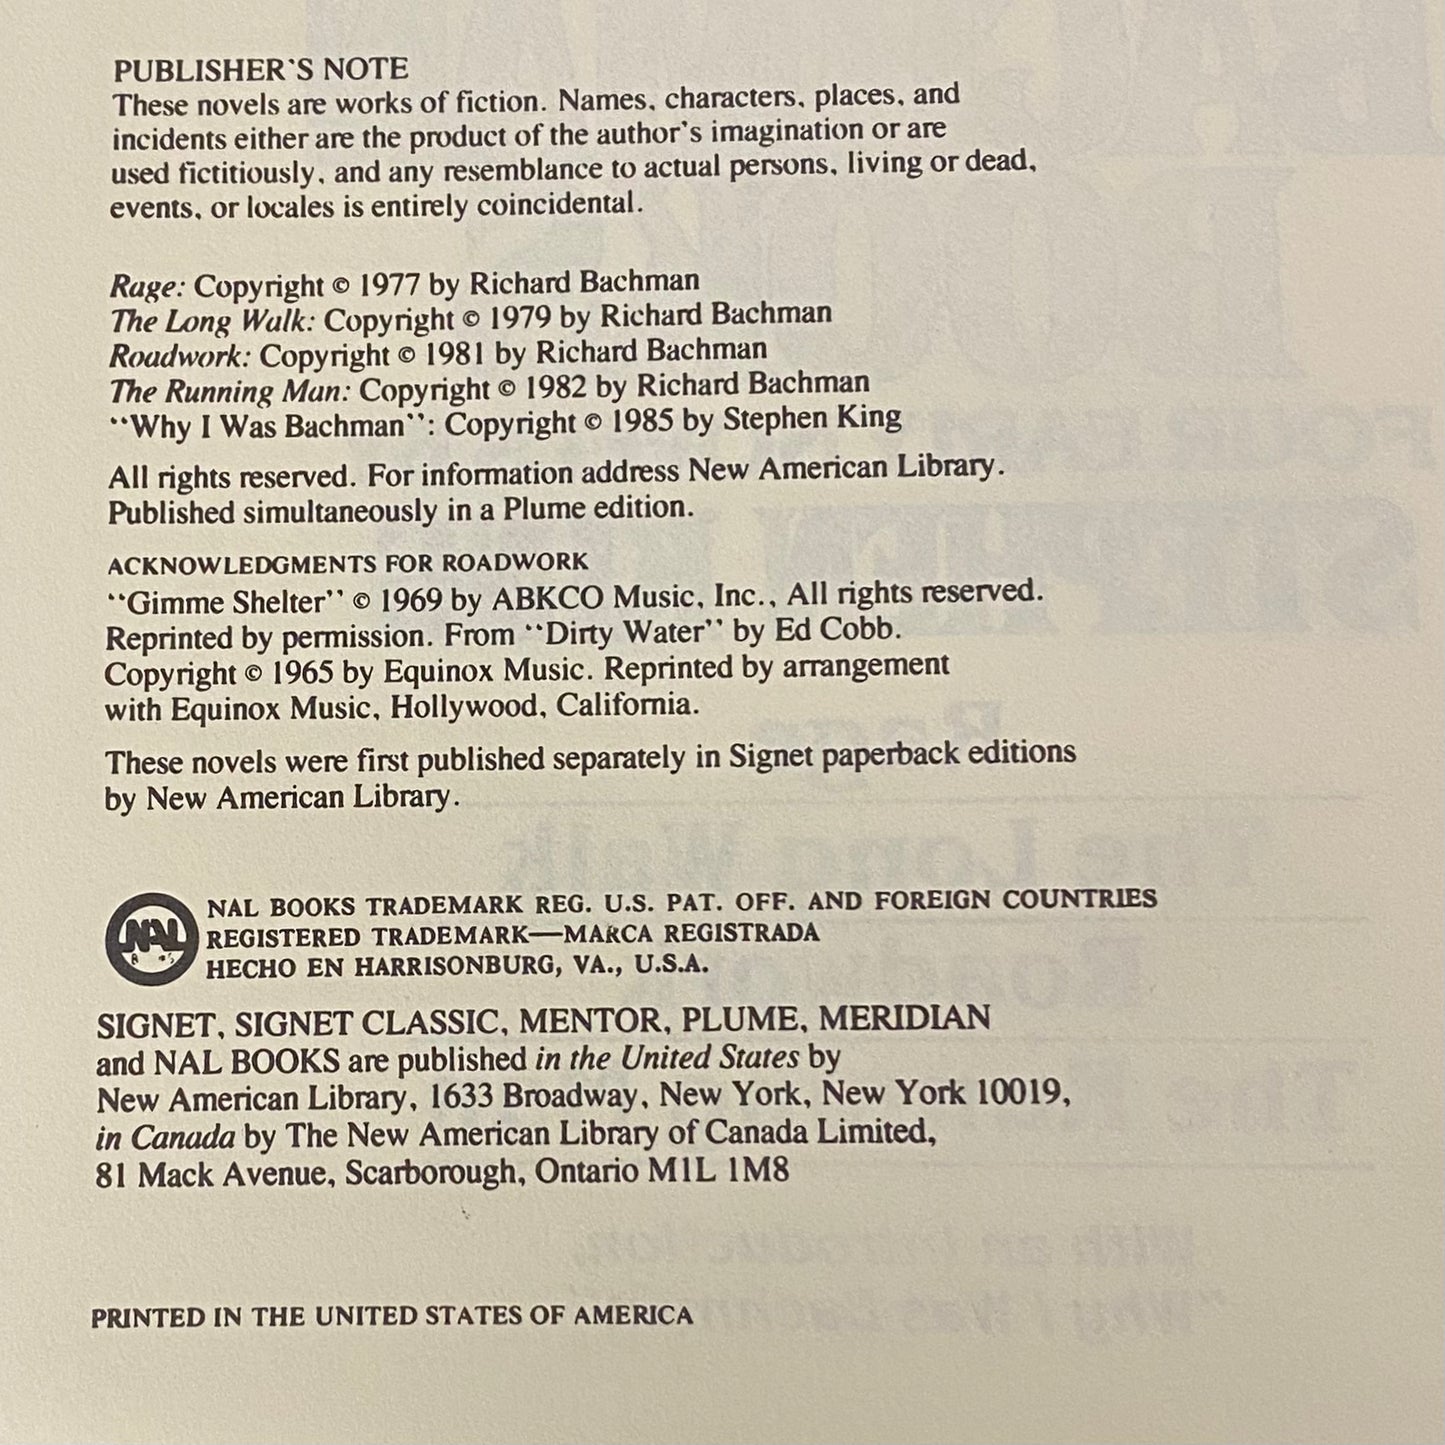 PUBLISHER'S NOTE
These novels are works of fiction. Names, characters, places, and
incidents either are the product of the author's imagination or are
used fictitiously, and any resemblance to actual persons, living or dead,
events, or locales is entirely coincidental.
Rage: Copyright © 1977 by Richard Bachman
The Long Walk: Copyright © 1979 by Richard Bachman
Roadwork: Copyright © 1981 by Richard Bachman
The Running Man: Copyright © 1982 by Richard Bachman
"Why I Was Bachman": Copyright © 1985 by Stephen King
All rights reserved. For information address New American Library.
Published simultaneously in a Plume edition.
ACKNOWLEDGMENTS FOR ROADWORK
"Gimme Shelter" © 1969 by ABKCO Music, Inc., All rights reserved.
Reprinted by permission. From "Dirty Water" by Ed Cobb.
Copyright © 1965 by Equinox Music. Reprinted by arrangement
with Equinox Music, Hollywood, California.
These novels were first published separately in Signet paperback editions
by New American Library.
NAL
NAL BOOKS TRADEMARK REG. U.S. PAT. OFF. AND FOREIGN COUNTRIES
REGISTERED TRADEMARK—MARCA REGISTRADA
HECHO EN HARRISONBURG, VA., U.S.A.
SIGNET, SIGNET CLASSIC, MENTOR, PLUME, MERIDIAN
and NAL BOOKS are published in the United States by
New American Library, 1633 Broadway, New York, New York 10019,
in Canada by The New American Library of Canada Limited,
81 Mack Avenue, Scarborough, Ontario M1L 1M8
PRINTED IN THE UNITED STATES OF AMERICA